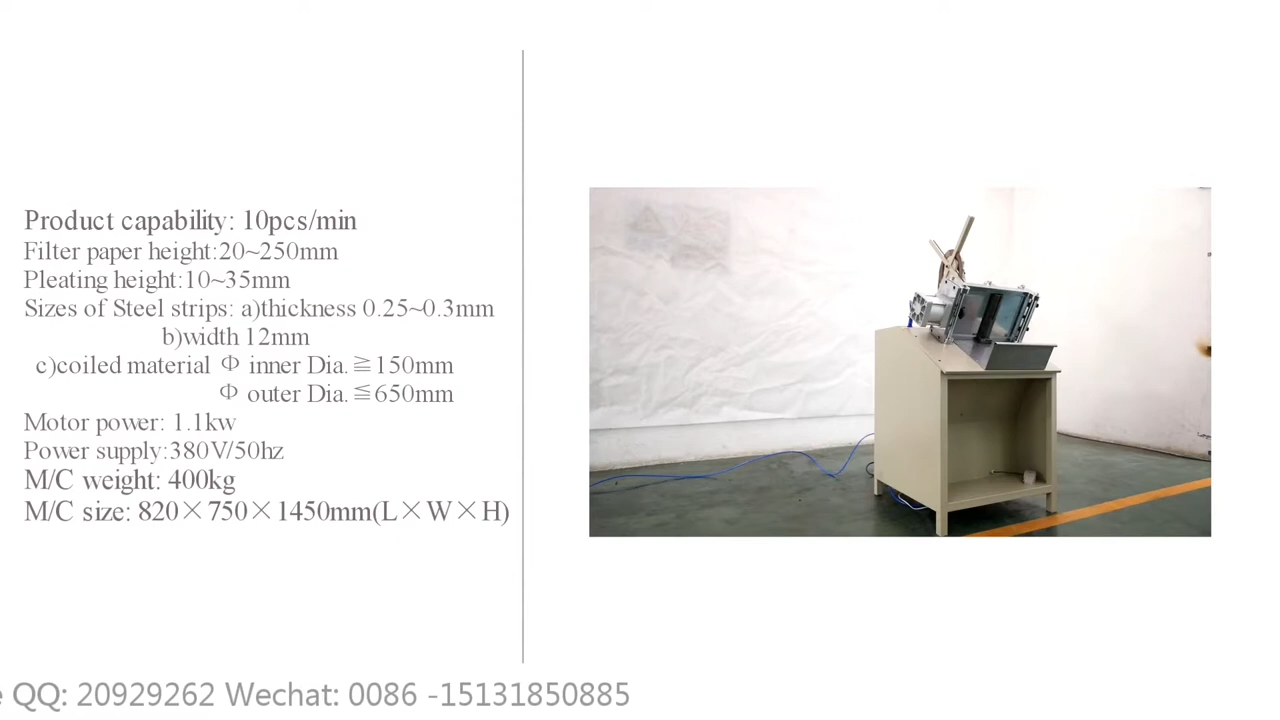 Product capability: 10pcs/min
Filter paper height:20~250mm
Pleating height:10~35mm
Sizes of Steel strips: a)thickness 0.25~0.3mm
b)width 12mm
c)coiled material Φ inner Dia.≧150mm
Φ outer Dia.≦650mm
Motor power: 1.1kw
Power supply:380V/50hz
M/C weight: 400kg
M/C size: 820×750×1450mm(L×W×H)
e QQ: 20929262 Wechat: 0086 -15131850885